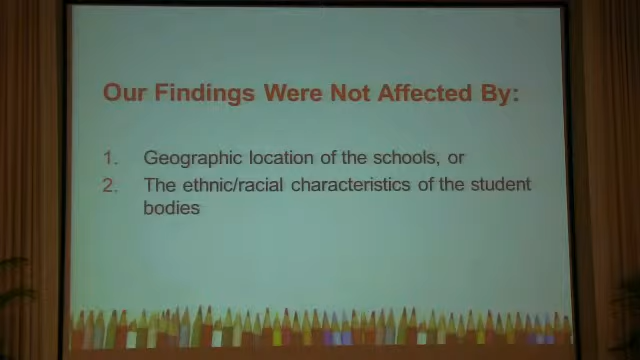 Our Findings Were Not Affected By:
1. Geographic location of the schools, or
2. The ethnic/racial characteristics of the student
bodies